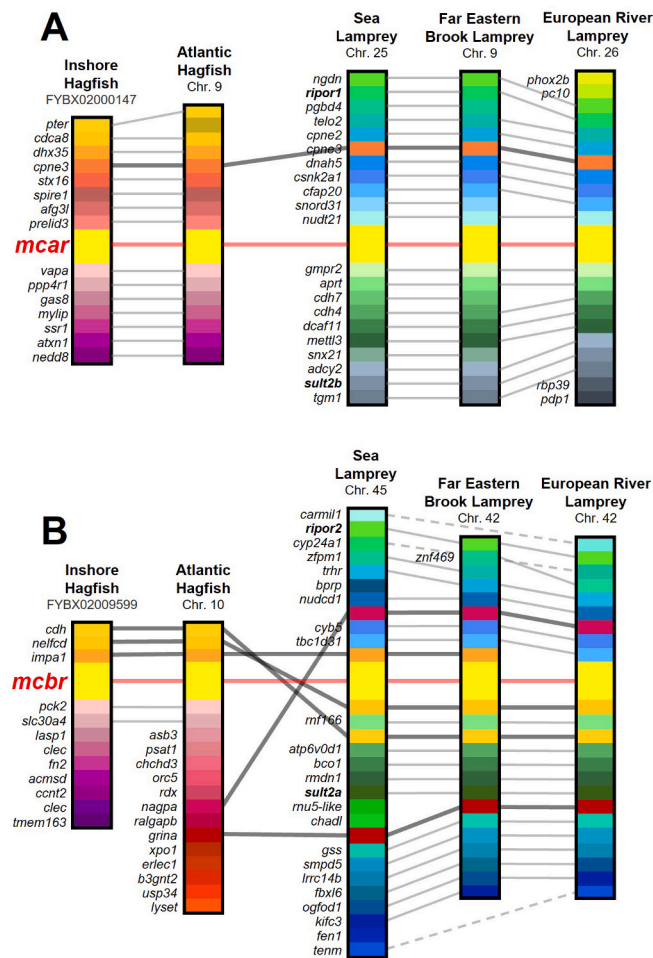 A
Inshore
Hagfish
FYBX02000147
Atlantic
Hagfish
Chr. 9
Sea
Lamprey
Chr. 25
Far Eastern
Brook Lamprey
Chr. 9
European River
Lamprey
Chr. 26
pter
cdca8
dhx35
cpne3
stx16
spire1
afg3l
prelid3
mcar
vapa
ppp4r1
gas8
mylip
ssr1
atxn1
nedd8
ngdn
ripor1
pgbd4
telo2
cpne2
cpne3
dnah5
csnk2a1
cfap20
snord31
nudt21
gmpr2
aprt
cdh7
cdh4
dcaf11
mettl3
snx21
adcy2
sult2b
tgm1
phox2b
pc10
rbp39
pdp1
B
Inshore
Hagfish
FYBX02009599
Atlantic
Hagfish
Chr. 10
Sea
Lamprey
Chr. 45
Far Eastern
Brook Lamprey
Chr. 42
European River
Lamprey
Chr. 42
cdh
nelfcd
impa1
mcbr
pck2
slc30a4
lasp1
clec
fn2
acmsd
ccnt2
clec
tmem163
asb3
psat1
chchd3
orc5
rdx
nagpa
ralgapb
grina
xpo1
erlec1
b3gnt2
usp34
lyset
carmil1
ripor2
cyp24a1
zfpm1
trhr
bprp
nudcd1
cyb5
tbc1d31
rnf166
atp6v0d1
bco1
rmdn1
sult2a
rnu5-like
chadl
gss
smpd5
lrrc14b
fbxl6
ogfod1
kifc3
fen1
tenm
znf469